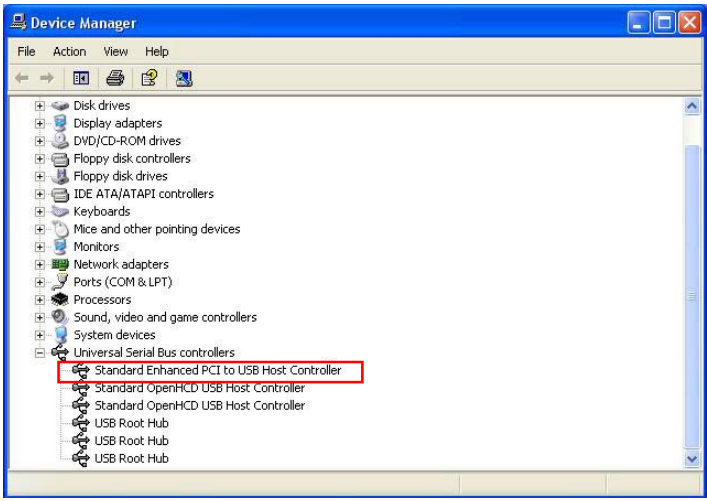 Device Manager
File Action View Help
Disk drives
Display adapters
DVD/CD-ROM drives
Floppy disk controllers
Floppy disk drives
IDE ATA/ATAPI controllers
Keyboards
Mice and other pointing devices
Monitors
Network adapters
Ports (COM & LPT)
Processors
Sound, video and game controllers
System devices
Universal Serial Bus controllers
Standard Enhanced PCI to USB Host Controller
Standard OpenHCD USB Host Controller
Standard OpenHCD USB Host Controller
USB Root Hub
USB Root Hub
USB Root Hub